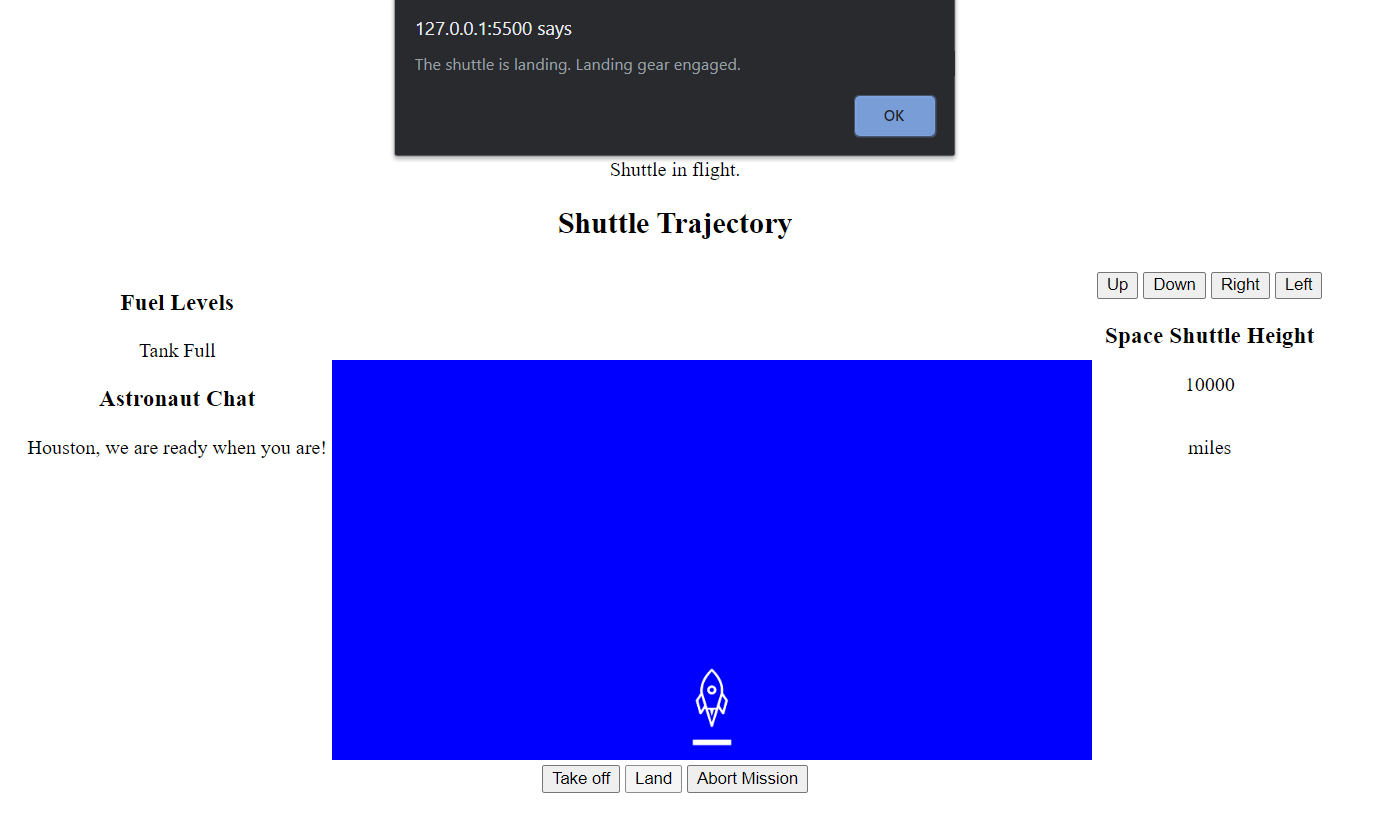 127.0.0.1:5500 says
The shuttle is landing. Landing gear engaged.
OK
Shuttle in flight.
Shuttle Trajectory
Fuel Levels
Tank Full
Astronaut Chat
Houston, we are ready when you are!
Up Down Right Left
Space Shuttle Height
10000
miles
Take off Land Abort Mission